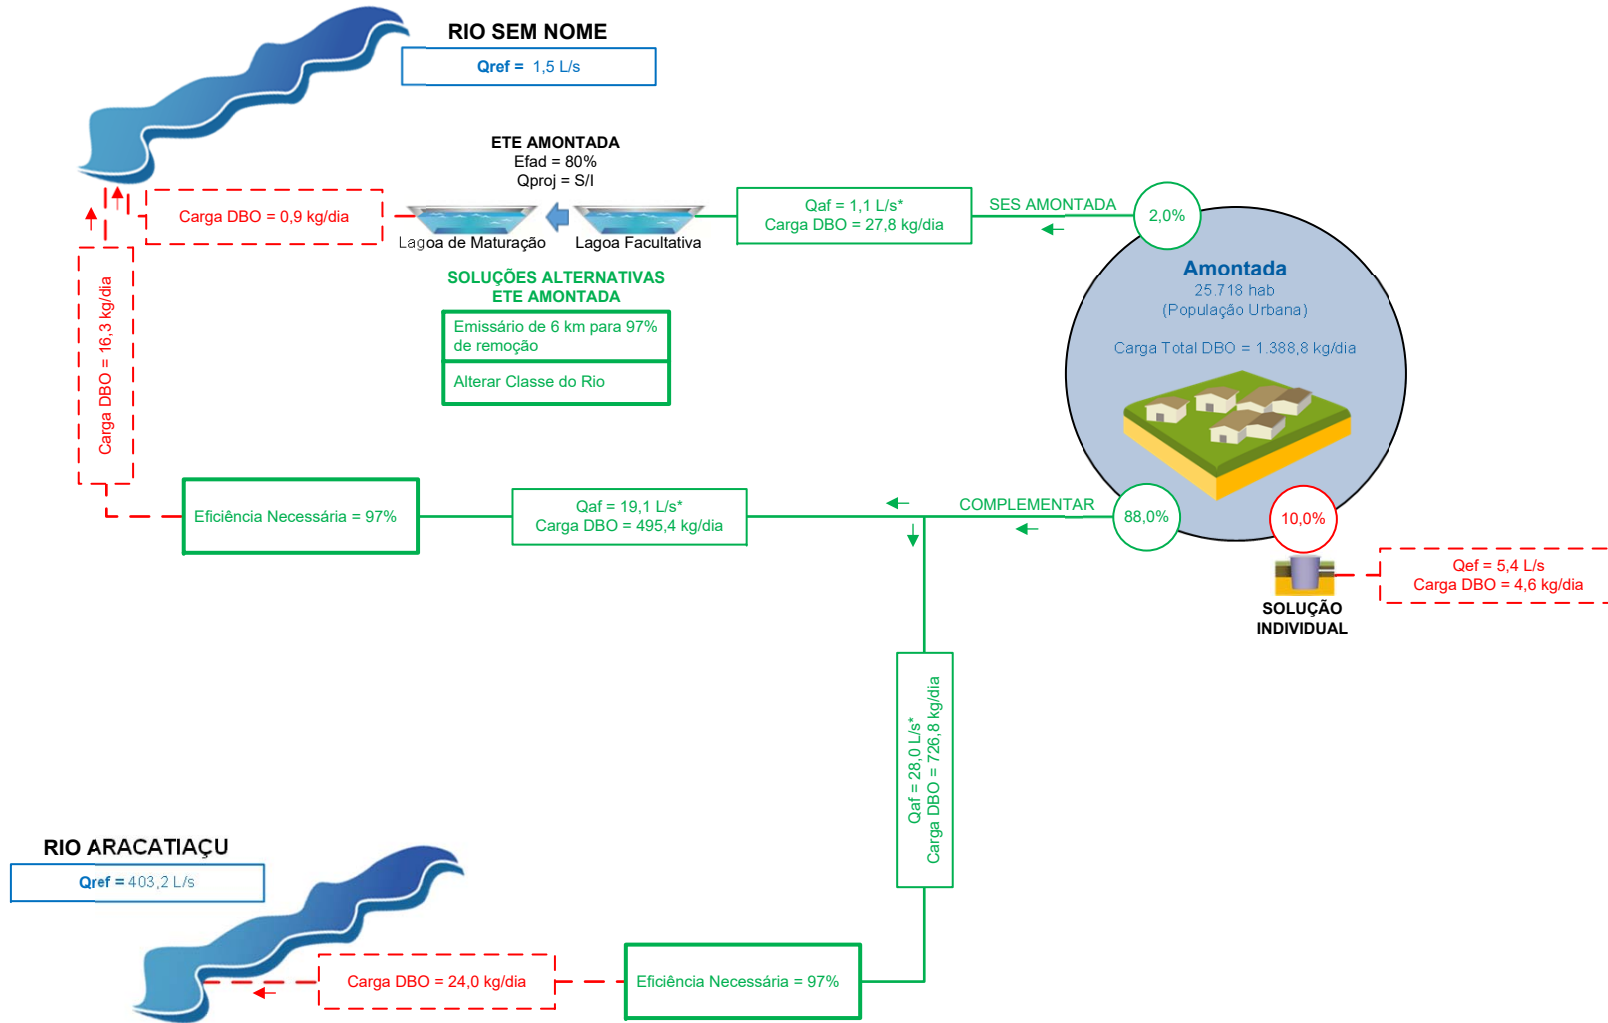 RIO SEM NOME
Qref = 1,5 L/s
ETE AMONTADA
Efad = 80%
Qproj = S/I
Carga DBO = 0,9 kg/dia
Lagoa de Maturação
Lagoa Facultativa
Qaf = 1,1 L/s*
Carga DBO = 27,8 kg/dia
SES AMONTADA
2,0%
Carga DBO = 16,3 kg/dia
SOLUÇÕES ALTERNATIVAS
ETE AMONTADA
Emissário de 6 km para 97%
de remoção
Alterar Classe do Rio
Amontada
25.718 hab
(População Urbana)
Carga Total DBO = 1.388,8 kg/dia
Eficiência Necessária = 97%
Qaf = 19,1 L/s*
Carga DBO = 495,4 kg/dia
COMPLEMENTAR
88,0%
10,0%
Qef = 5,4 L/s
Carga DBO = 4,6 kg/dia
SOLUÇÃO
INDIVIDUAL
Qaf = 28,0 L/s*
Carga DBO = 726,8 kg/dia
RIO ARACATIAÇU
Qref = 403,2 L/s
Carga DBO = 24,0 kg/dia
Eficiência Necessária = 97%